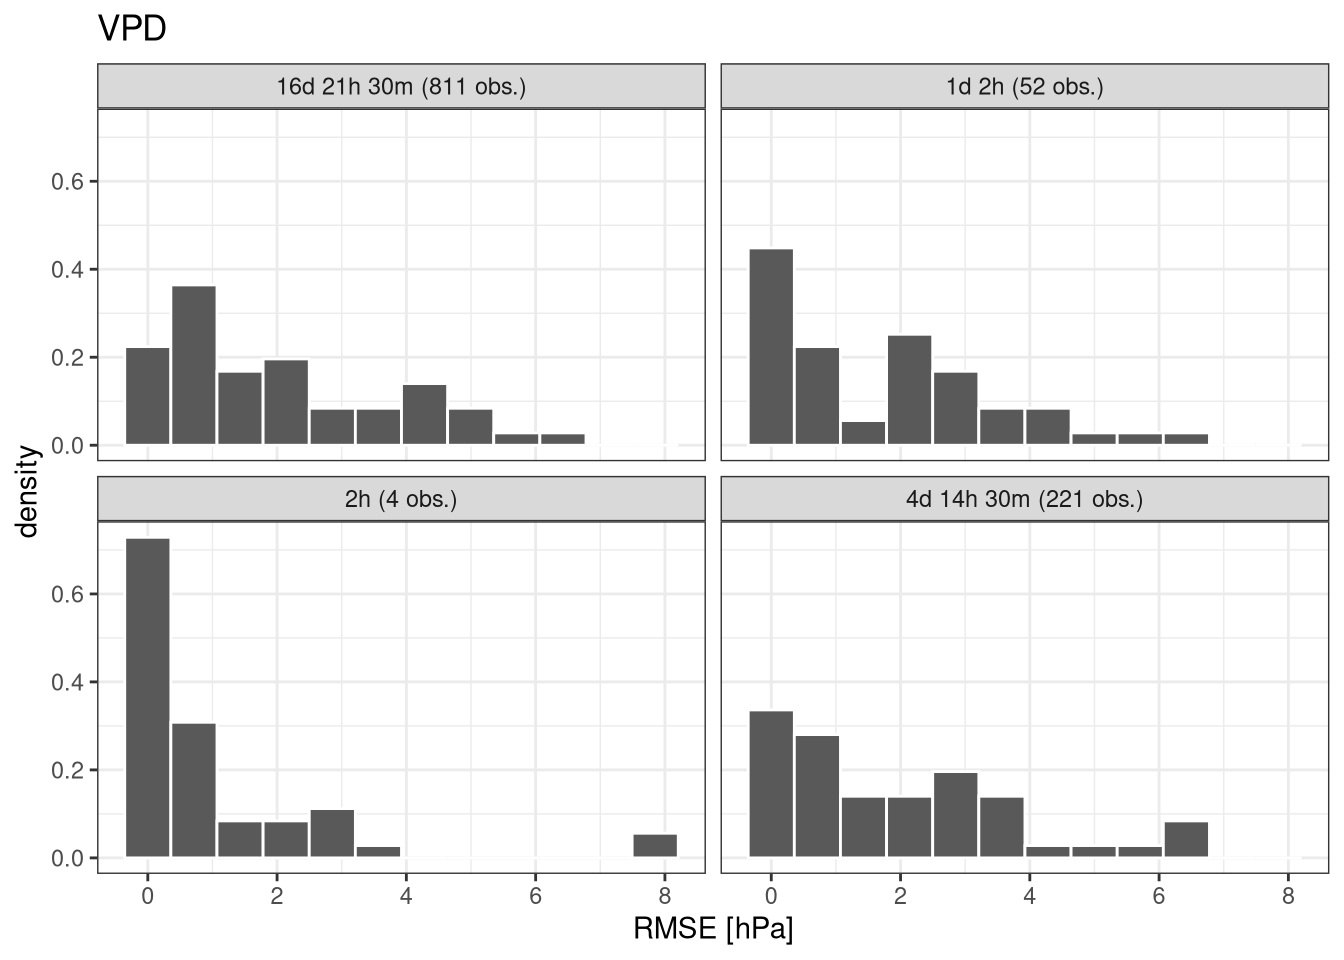 VPD
16d 21h 30m (811 obs.)
1d 2h (52 obs.)
0.6
0.4
0.2
0.0
2h (4 obs.)
4d 14h 30m (221 obs.)
0.6
0.4
0.2
0.0
density
0 2 4 6 8
0 2 4 6 8
RMSE [hPa]